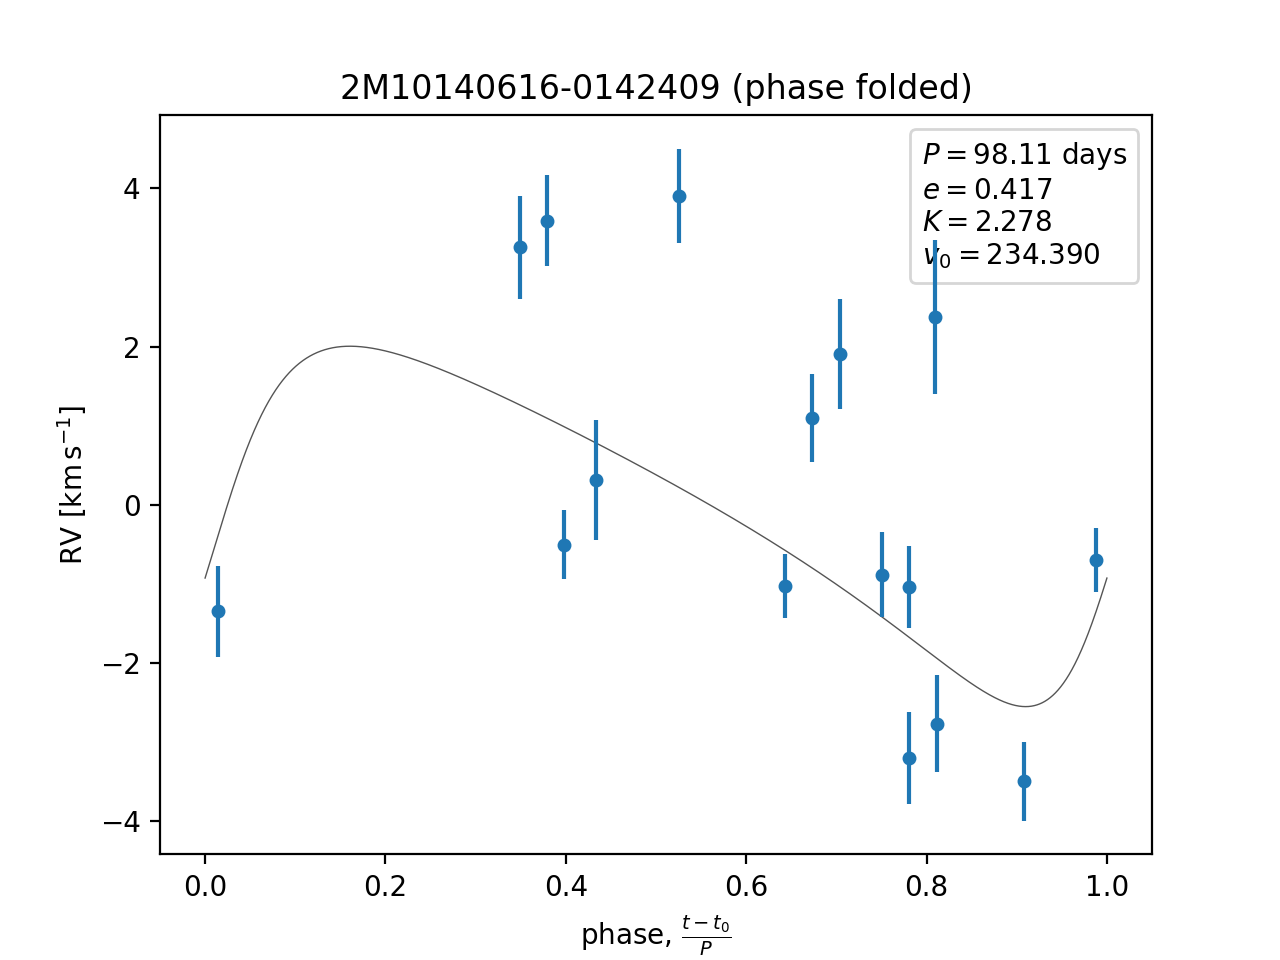 2M10140616-0142409 (phase folded)
P = 98.11 days
e = 0.417
K = 2.278
v₀ = 234.390
RV [km s⁻¹]
4
2
0
−2
−4
0.0 0.2 0.4 0.6 0.8 1.0
phase, (t − t₀)/P